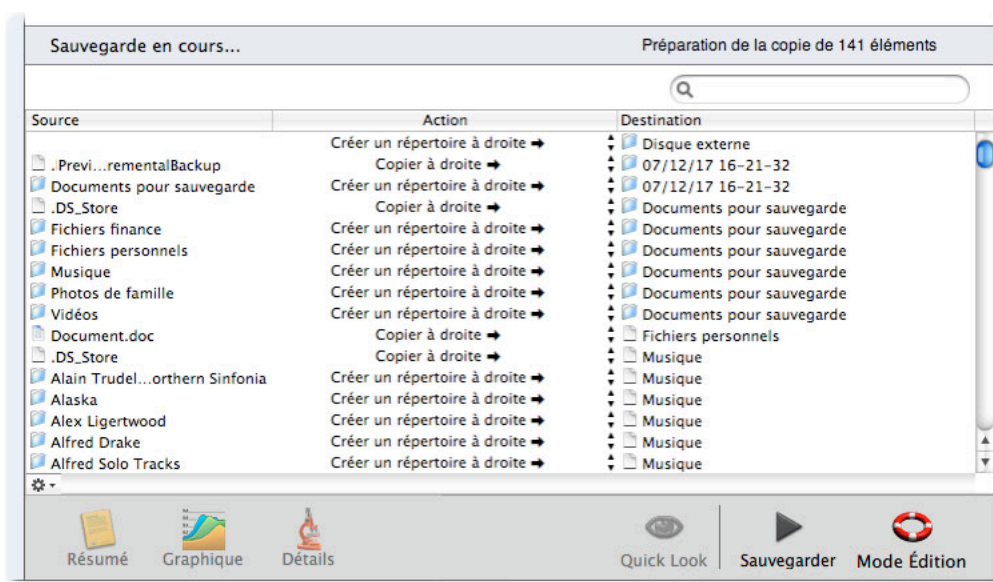 Sauvegarde en cours... Préparation de la copie de 141 éléments
Source Action Destination
Créer un répertoire à droite ➡ Disque externe
.Previ...rementalBackup Copier à droite ➡ 07/12/17 16-21-32
Documents pour sauvegarde Créer un répertoire à droite ➡ 07/12/17 16-21-32
.DS_Store Copier à droite ➡ Documents pour sauvegarde
Fichiers finance Créer un répertoire à droite ➡ Documents pour sauvegarde
Fichiers personnels Créer un répertoire à droite ➡ Documents pour sauvegarde
Musique Créer un répertoire à droite ➡ Documents pour sauvegarde
Photos de famille Créer un répertoire à droite ➡ Documents pour sauvegarde
Vidéos Créer un répertoire à droite ➡ Documents pour sauvegarde
Document.doc Copier à droite ➡ Fichiers personnels
.DS_Store Copier à droite ➡ Musique
Alain Trudel...orthern Sinfonia Créer un répertoire à droite ➡ Musique
Alaska Créer un répertoire à droite ➡ Musique
Alex Ligertwood Créer un répertoire à droite ➡ Musique
Alfred Drake Créer un répertoire à droite ➡ Musique
Alfred Solo Tracks Créer un répertoire à droite ➡ Musique
Résumé Graphique Détails Quick Look Sauvegarder Mode Édition